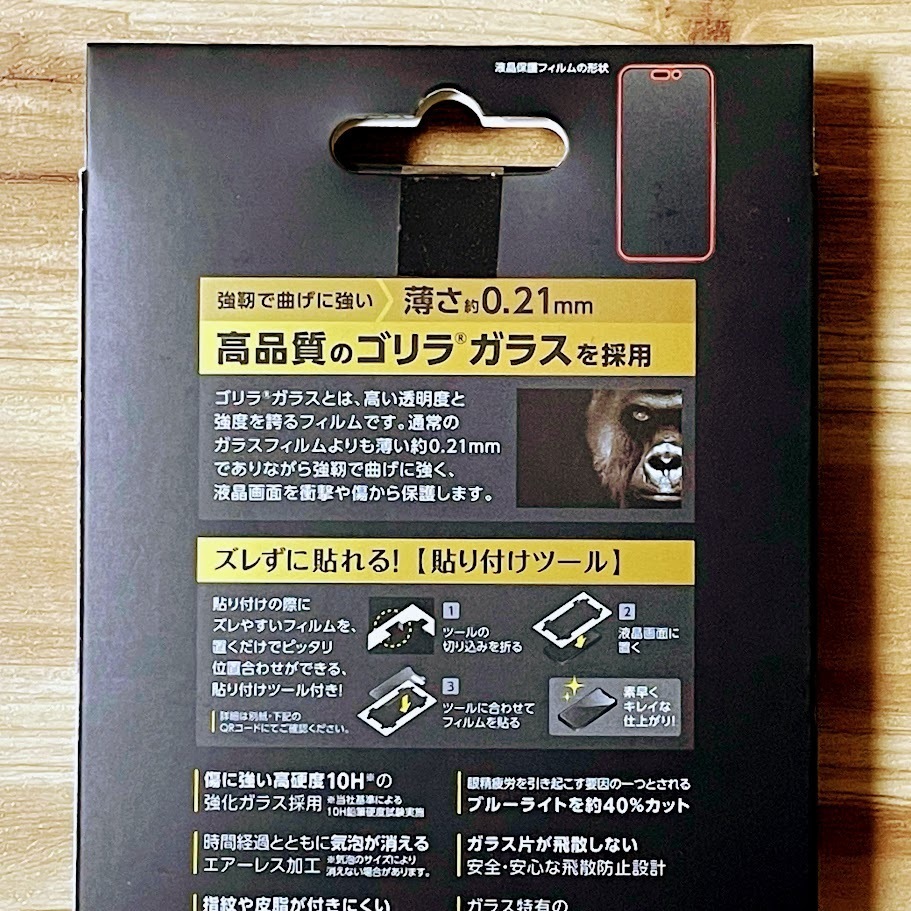 液晶保護フィルムの形状
強靭で曲げに強い 薄さ約0.21mm
高品質のゴリラ®ガラスを採用
ゴリラ®ガラスとは、高い透明度と
強度を誇るフィルムです。通常の
ガラスフィルムよりも薄い約0.21mm
でありながら強靭で曲げに強く、
液晶画面を衝撃や傷から保護します。
ズレずに貼れる!【貼り付けツール】
貼り付けの際に
ズレやすいフィルムを、
置くだけでピッタリ
位置合わせができる、
貼り付けツール付き!
詳細は別紙・下記の
QRコードにてご確認ください。
1
ツールの
切り込みを折る
2
液晶画面に
置く
3
ツールに合わせて
フィルムを貼る
素早く
キレイな
仕上がり!
傷に強い高硬度10H※の
強化ガラス採用 ※当社基準による
10H鉛筆硬度試験実施
眼精疲労を引き起こす要因の一つとされる
ブルーライトを約40%カット
時間経過とともに気泡が消える
エアーレス加工 ※気泡のサイズにより
消えない場合があります。
ガラス片が飛散しない
安全・安心な飛散防止設計
指紋や皮脂が付きにくい
ガラス特有の